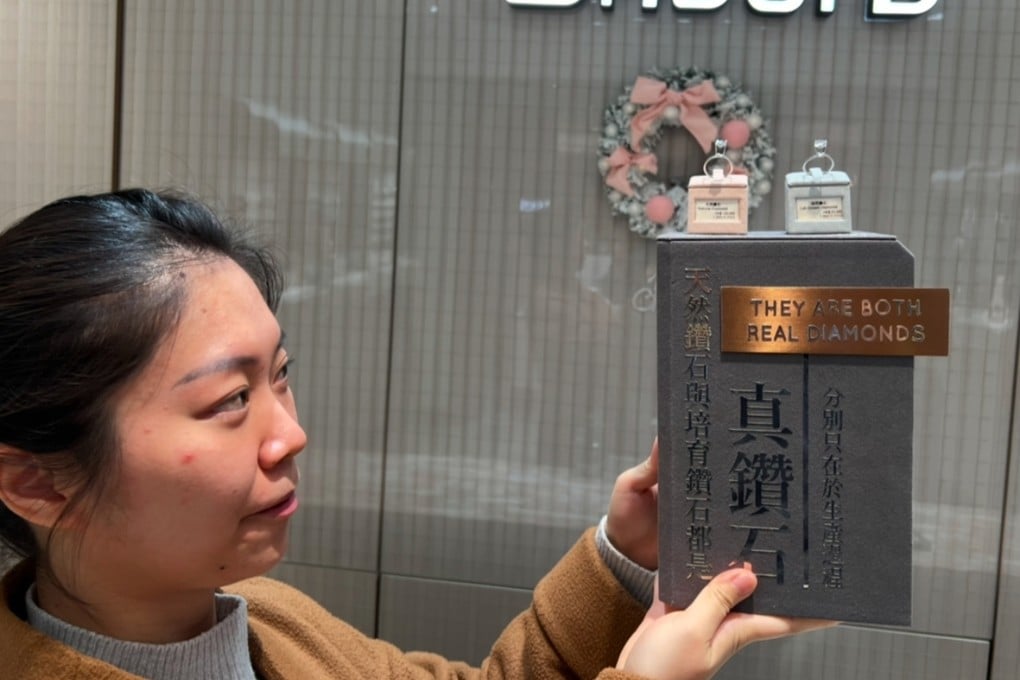 THEY ARE BOTH
REAL DIAMONDS
天然鑽石與培育鑽石都是
真鑽石
分別只在於生產過程